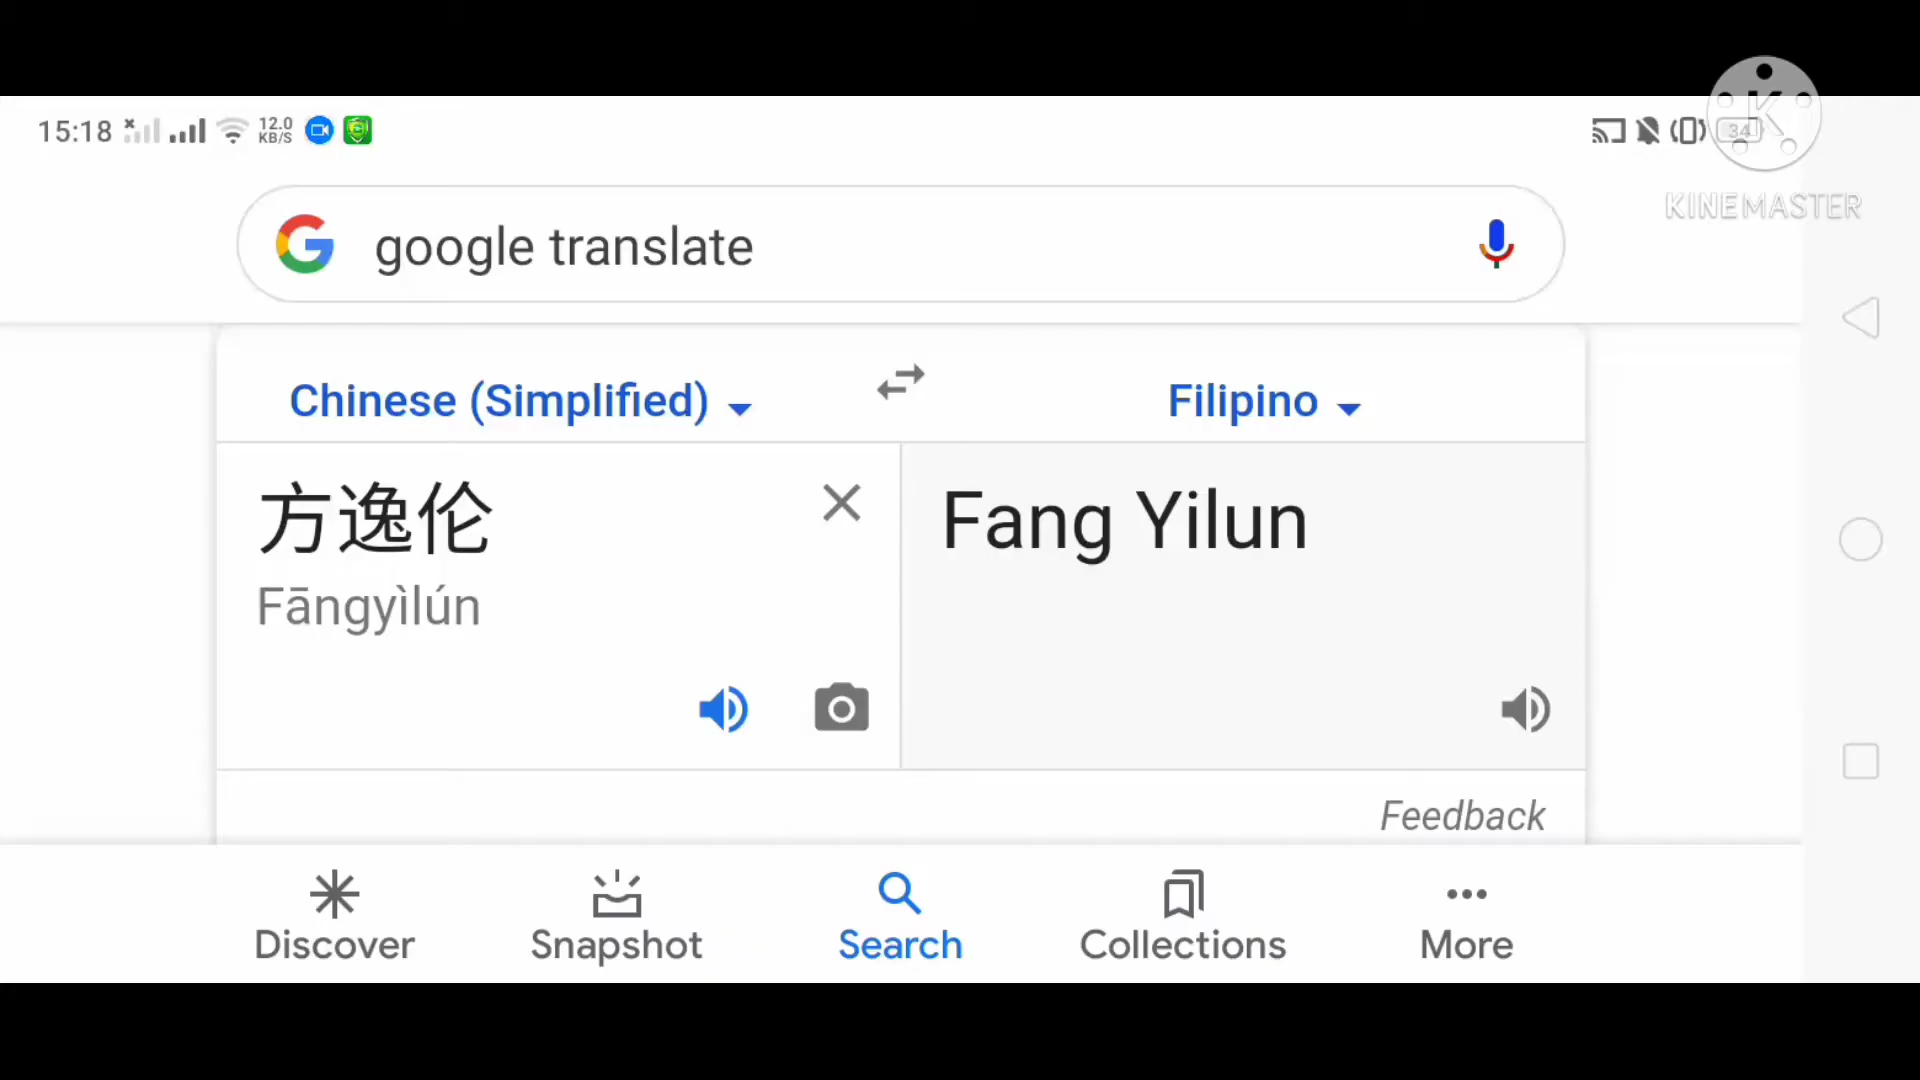 15:18 12.0 KB/S 34
KINEMASTER
google translate
Chinese (Simplified) Filipino
方逸伦 Fang Yilun
Fāngyìlún
Feedback
Discover Snapshot Search Collections More